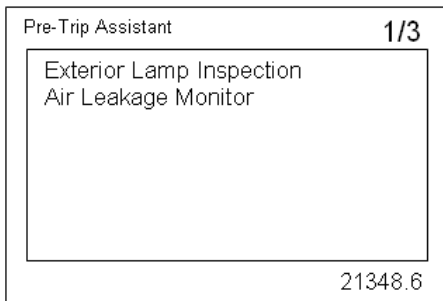 Pre-Trip Assistant 1/3
Exterior Lamp Inspection
Air Leakage Monitor
21348.6